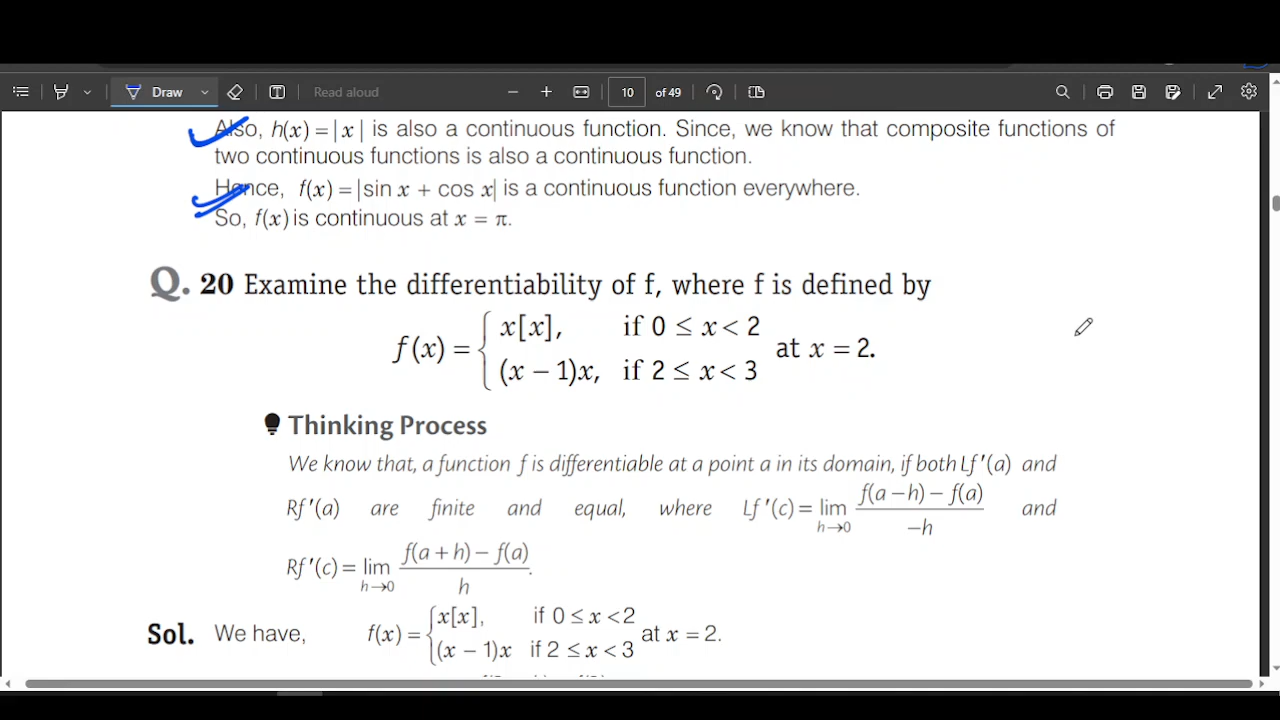 Draw
Read aloud
10 of 49
Also, h(x) = | x | is also a continuous function. Since, we know that composite functions of
two continuous functions is also a continuous function.
Hence, f(x) = |sin x + cos x| is a continuous function everywhere.
So, f(x) is continuous at x = π.
Q. 20 Examine the differentiability of f, where f is defined by
f(x) = { x[x], if 0 ≤ x < 2
(x − 1)x, if 2 ≤ x < 3 at x = 2.
Thinking Process
We know that, a function f is differentiable at a point a in its domain, if both Lf ′(a) and
Rf ′(a) are finite and equal, where Lf ′(c) = lim h→0 f(a − h) − f(a) / −h and
Rf ′(c) = lim h→0 f(a + h) − f(a) / h .
Sol. We have, f(x) = { x[x], if 0 ≤ x < 2
(x − 1)x if 2 ≤ x < 3 at x = 2.